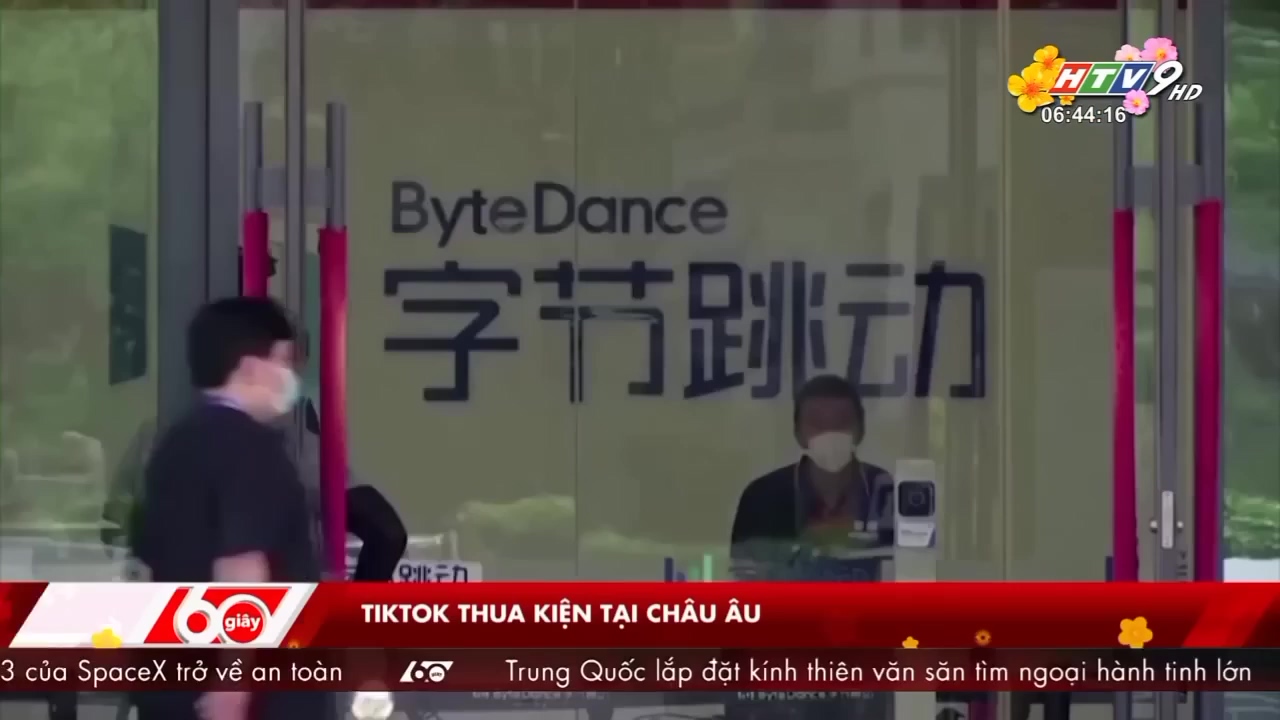 HTV9 HD
06:44:16
ByteDance
字节跳动
跳动
60 giây
TIKTOK THUA KIỆN TẠI CHÂU ÂU
3 của SpaceX trở về an toàn 60 giây Trung Quốc lắp đặt kính thiên văn săn tìm ngoại hành tinh lớn